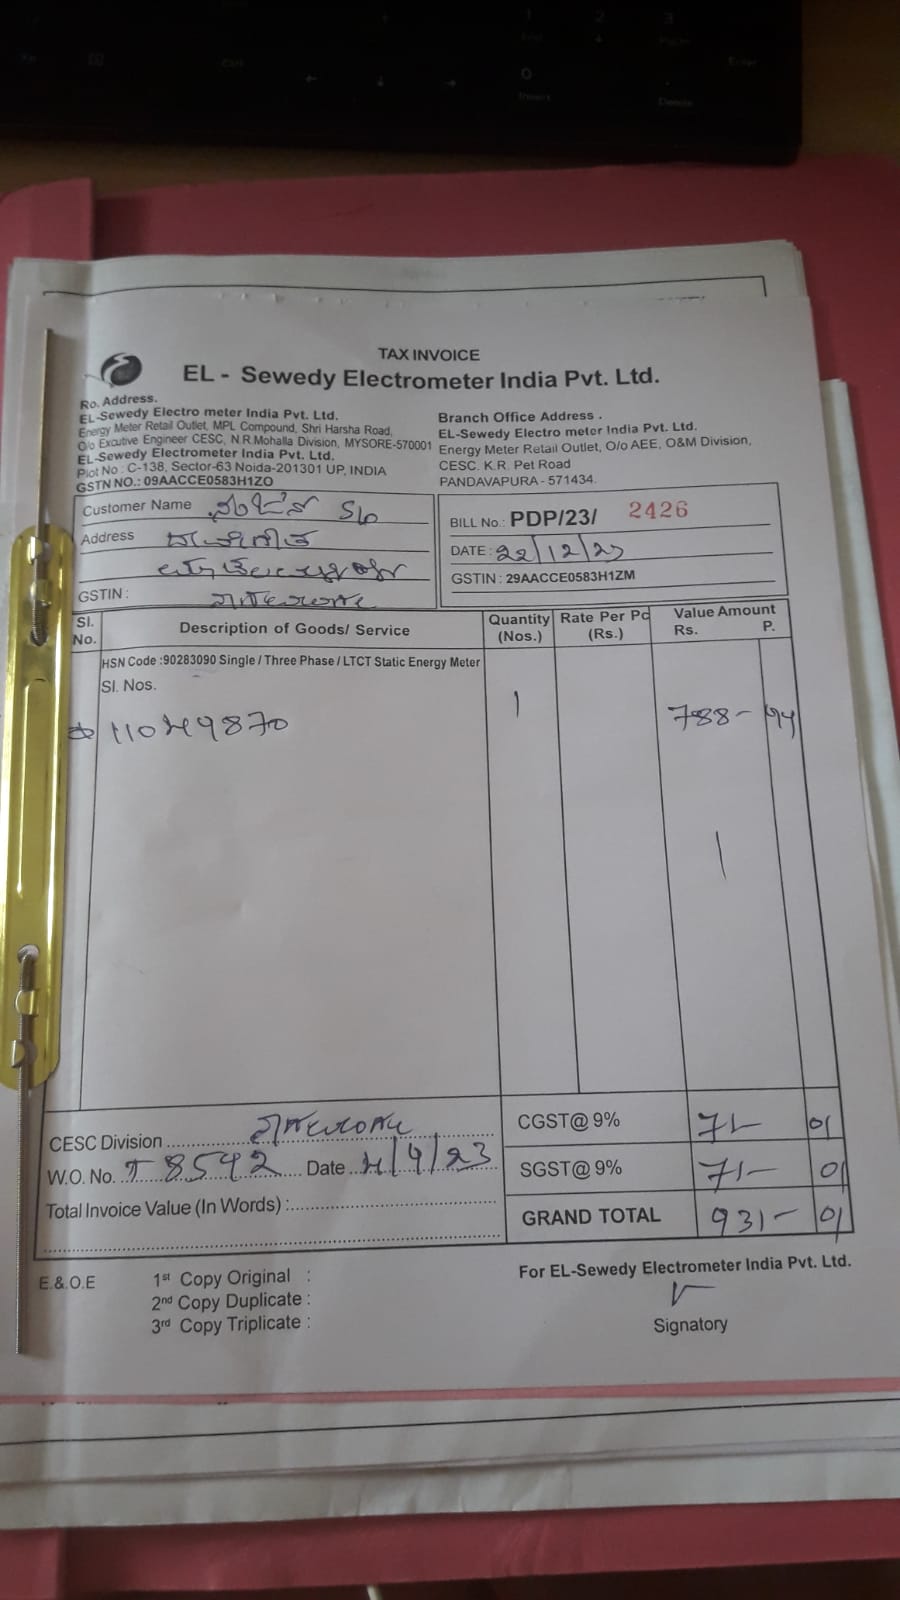 TAX INVOICE
EL - Sewedy Electrometer India Pvt. Ltd.
Ro. Address.
EL-Sewedy Electro meter India Pvt. Ltd.
Energy Meter Retail Outlet, MPL Compound, Shri Harsha Road,
O/o Excutive Engineer CESC, N.R.Mohalla Division, MYSORE-570001
EL-Sewedy Electrometer India Pvt. Ltd.
Plot No : C-138, Sector-63 Noida-201301 UP, INDIA
GSTN NO.: 09AACCE0583H1ZO
Branch Office Address .
EL-Sewedy Electro meter India Pvt. Ltd.
Energy Meter Retail Outlet, O/o AEE, O&M Division,
CESC. K.R. Pet Road
PANDAVAPURA - 571434.
Customer Name
Address
GSTIN :
BILL No.: PDP/23/ 2426
DATE : 22/12/23
GSTIN : 29AACCE0583H1ZM
Sl. No. Description of Goods/ Service Quantity (Nos.) Rate Per Pc (Rs.) Value Amount Rs. P.
HSN Code :90283090 Single / Three Phase / LTCT Static Energy Meter
Sl. Nos.
1 788- 94
CESC Division
W.O. No. 8592 Date /9/23
Total Invoice Value (In Words) :
CGST@ 9% 71- 01
SGST@ 9% 71- 01
GRAND TOTAL 931- 01
E.&.O.E
1st Copy Original :
2nd Copy Duplicate :
3rd Copy Triplicate :
For EL-Sewedy Electrometer India Pvt. Ltd.
Signatory